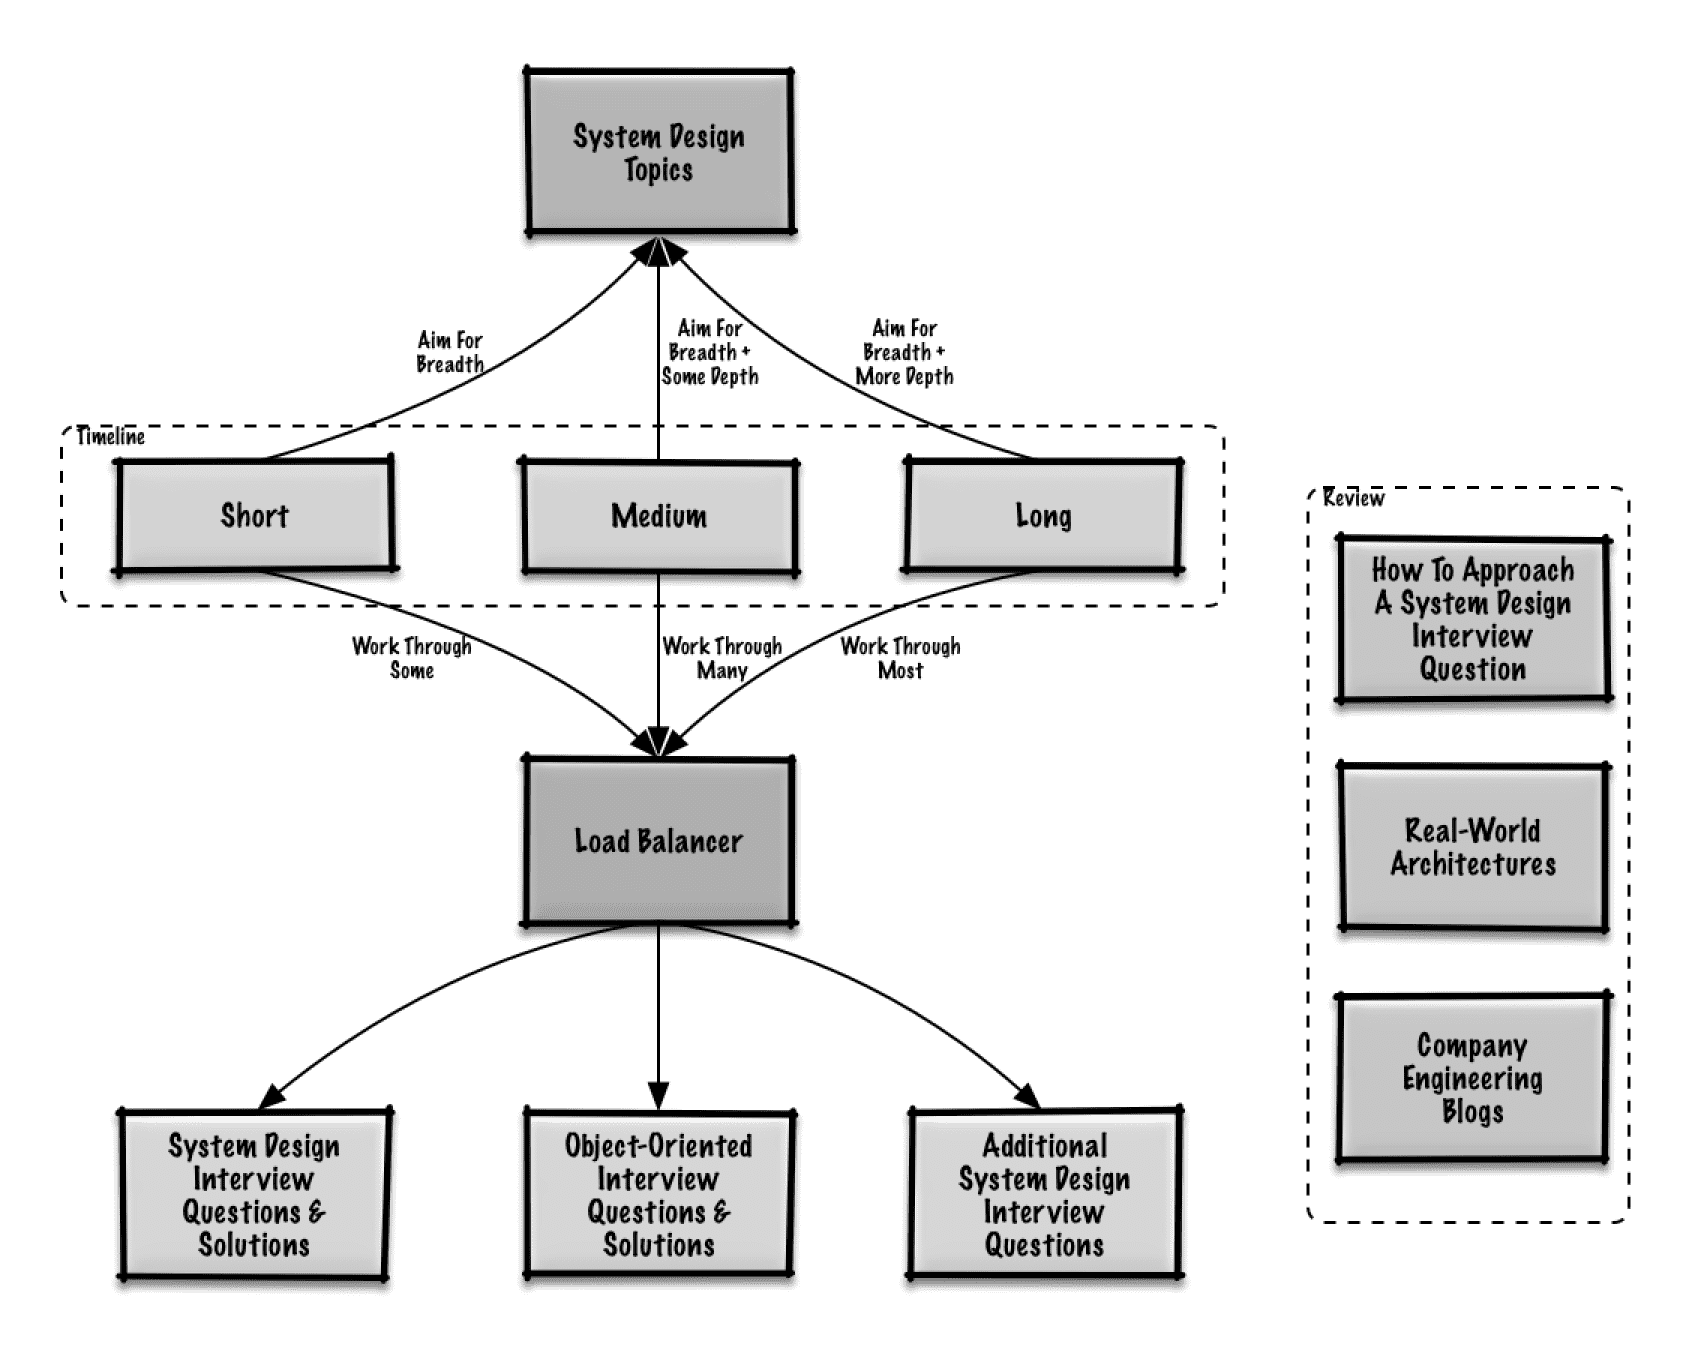 System Design
Topics
Aim For
Breadth
Aim For
Breadth +
Some Depth
Aim For
Breadth +
More Depth
Timeline
Short
Medium
Long
Work Through
Some
Work Through
Many
Work Through
Most
Load Balancer
System Design
Interview
Questions &
Solutions
Object-Oriented
Interview
Questions &
Solutions
Additional
System Design
Interview
Questions
Review
How To Approach
A System Design
Interview
Question
Real-World
Architectures
Company
Engineering
Blogs